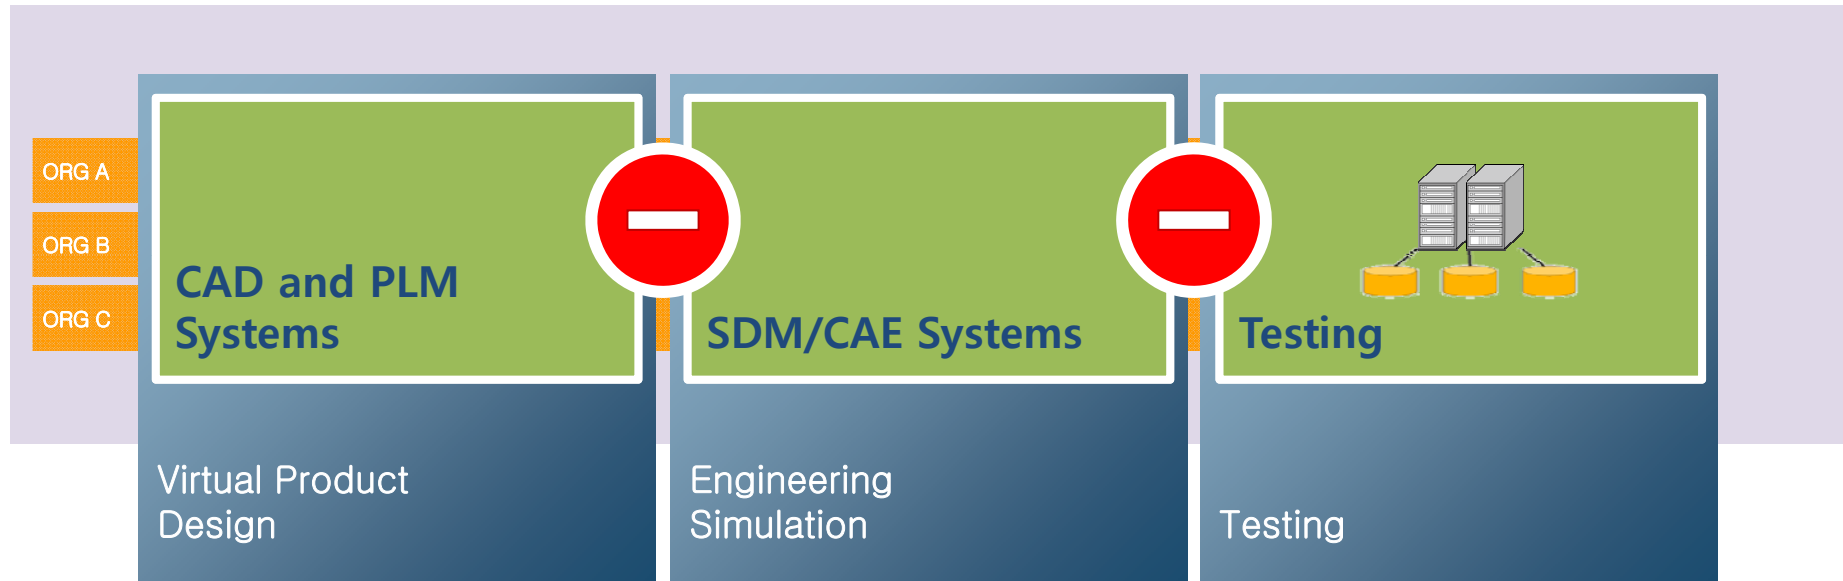 ORG A
ORG B
ORG C
CAD and PLM
Systems
SDM/CAE Systems
Testing
Virtual Product
Design
Engineering
Simulation
Testing